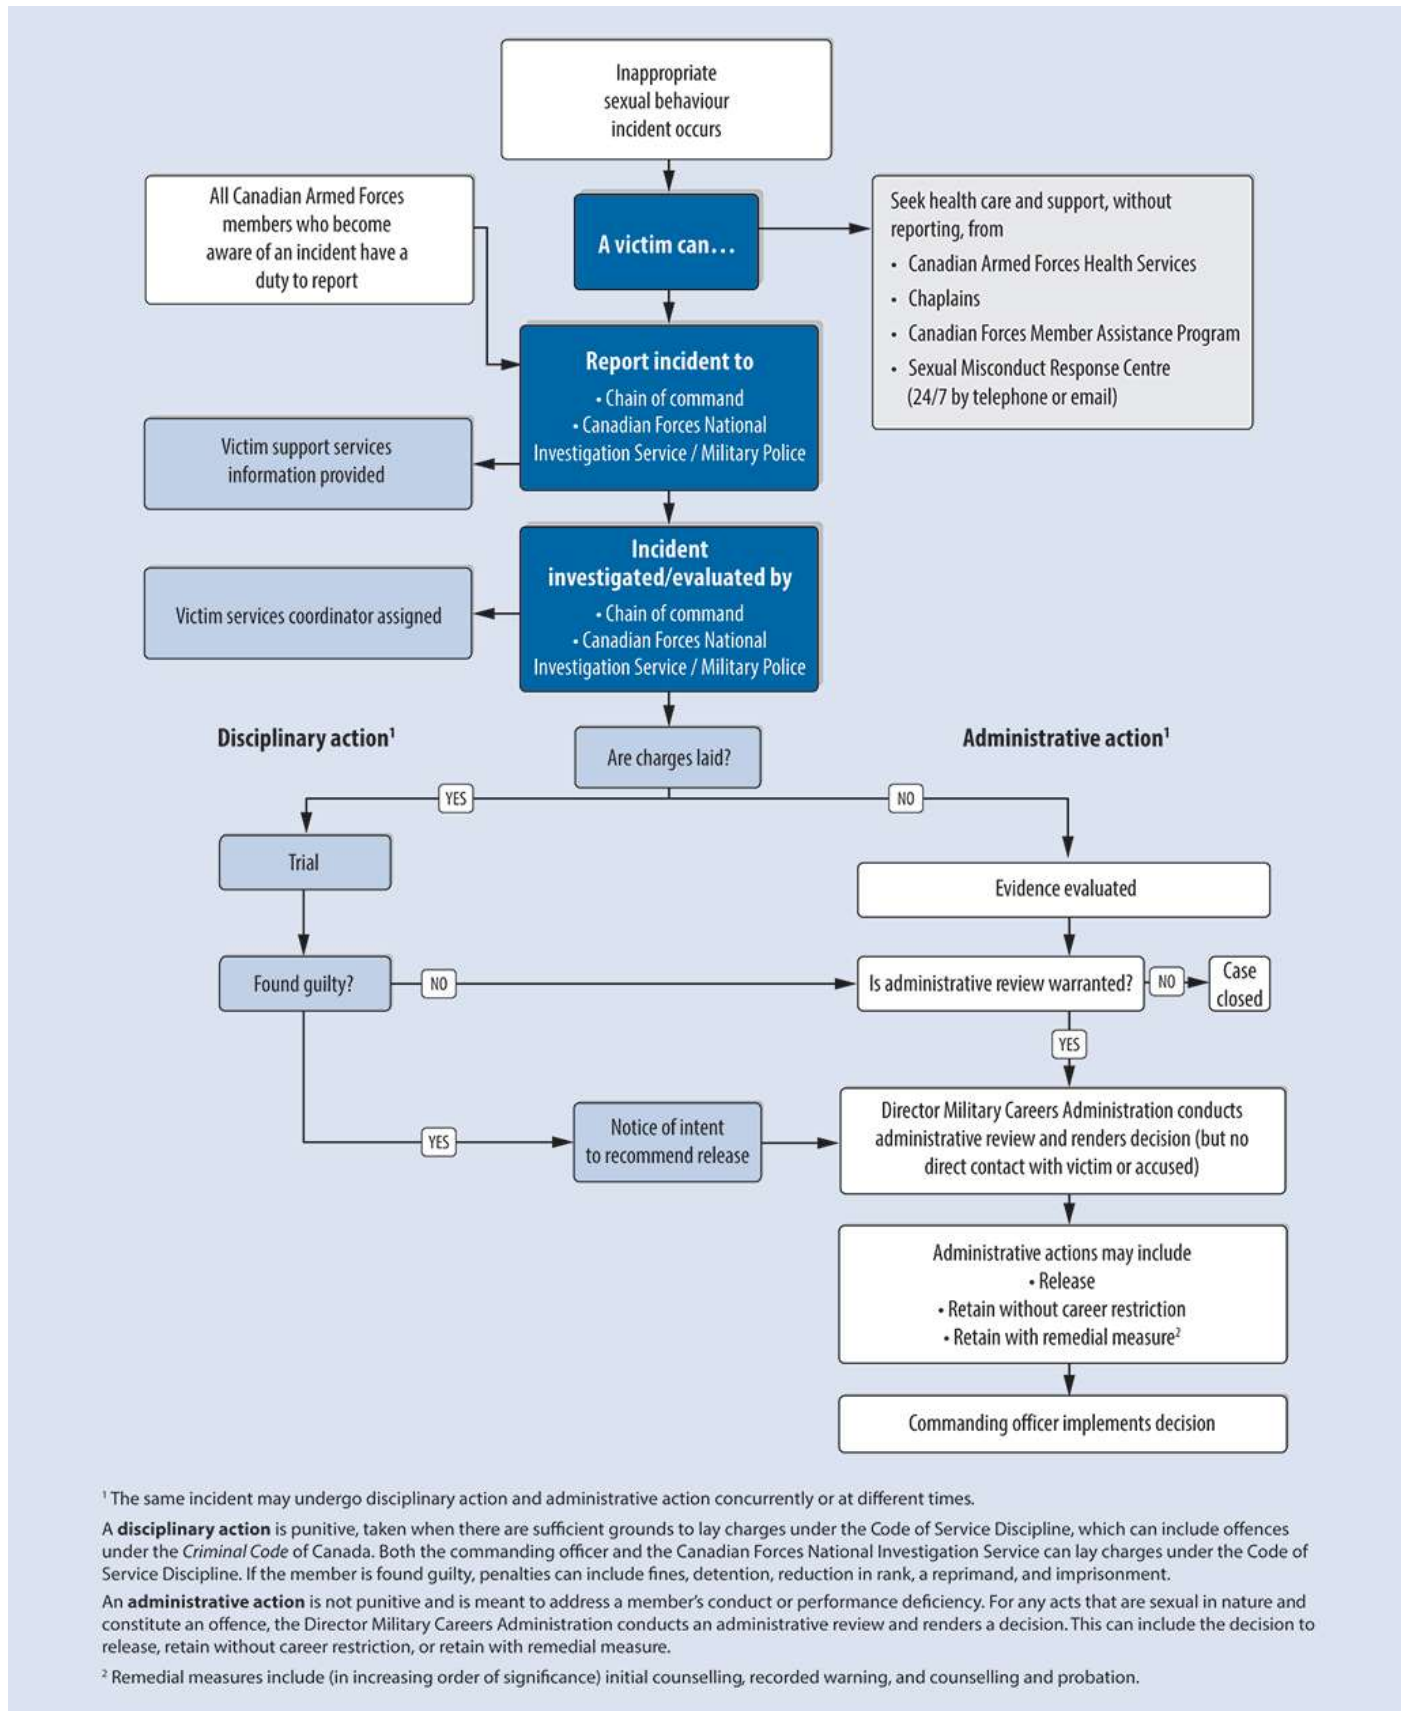 Inappropriate
sexual behaviour
incident occurs
All Canadian Armed Forces
members who become
aware of an incident have a
duty to report
A victim can…
Seek health care and support, without
reporting, from
• Canadian Armed Forces Health Services
• Chaplains
• Canadian Forces Member Assistance Program
• Sexual Misconduct Response Centre
(24/7 by telephone or email)
Report incident to
• Chain of command
• Canadian Forces National
Investigation Service / Military Police
Victim support services
information provided
Incident
investigated/evaluated by
• Chain of command
• Canadian Forces National
Investigation Service / Military Police
Victim services coordinator assigned
Disciplinary action¹
Are charges laid?
Administrative action¹
YES
NO
Trial
Evidence evaluated
Found guilty?
NO
Is administrative review warranted?
NO
Case
closed
YES
YES
Notice of intent
to recommend release
Director Military Careers Administration conducts
administrative review and renders decision (but no
direct contact with victim or accused)
Administrative actions may include
• Release
• Retain without career restriction
• Retain with remedial measure²
Commanding officer implements decision
¹ The same incident may undergo disciplinary action and administrative action concurrently or at different times.
A disciplinary action is punitive, taken when there are sufficient grounds to lay charges under the Code of Service Discipline, which can include offences
under the Criminal Code of Canada. Both the commanding officer and the Canadian Forces National Investigation Service can lay charges under the Code of
Service Discipline. If the member is found guilty, penalties can include fines, detention, reduction in rank, a reprimand, and imprisonment.
An administrative action is not punitive and is meant to address a member's conduct or performance deficiency. For any acts that are sexual in nature and
constitute an offence, the Director Military Careers Administration conducts an administrative review and renders a decision. This can include the decision to
release, retain without career restriction, or retain with remedial measure.
² Remedial measures include (in increasing order of significance) initial counselling, recorded warning, and counselling and probation.